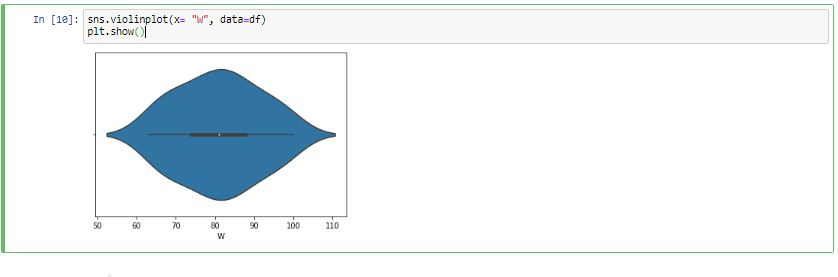 In [10]: sns.violinplot(x= "W", data=df)
plt.show()
50 60 70 80 90 100 110
W